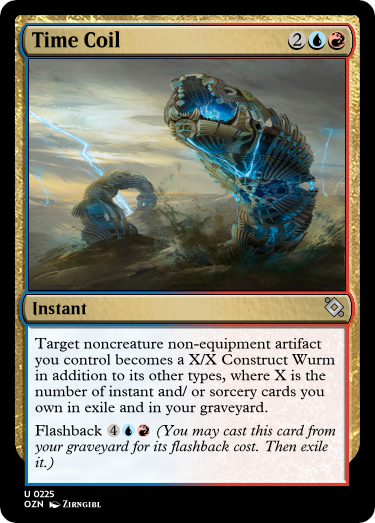 Time Coil 2
Instant
Target noncreature non-equipment artifact
you control becomes a X/X Construct Wurm
in addition to its other types, where X is the
number of instant and/ or sorcery cards you
own in exile and in your graveyard.
Flashback 4 (You may cast this card from
your graveyard for its flashback cost. Then exile
it.)
U 0225
OZN ZIRNGIBL